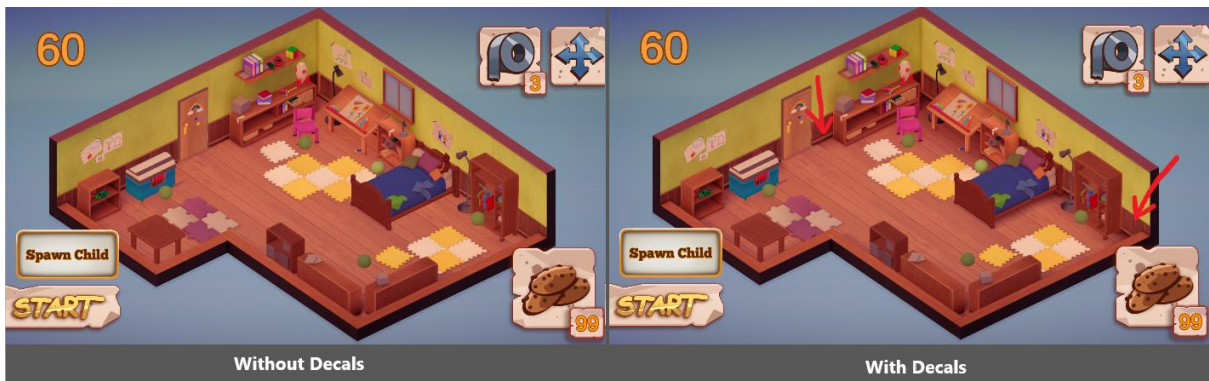 60
3
Spawn Child
START
99
Without Decals
60
3
Spawn Child
START
99
With Decals